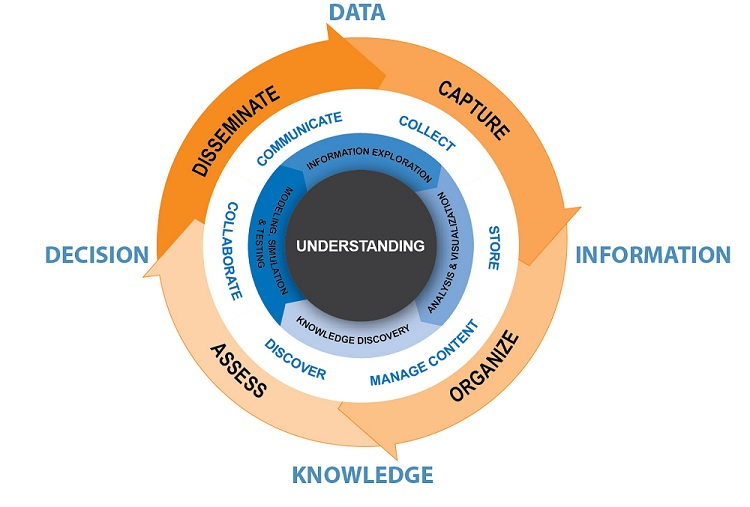 DATA
DISSEMINATE
CAPTURE
COMMUNICATE
COLLECT
INFORMATION EXPLORATION
COLLABORATE
MODELING, SIMULATION
& TESTING
UNDERSTANDING
ANALYSIS & VISUALIZATION
STORE
DECISION
INFORMATION
KNOWLEDGE DISCOVERY
DISCOVER
MANAGE CONTENT
ASSESS
ORGANIZE
KNOWLEDGE